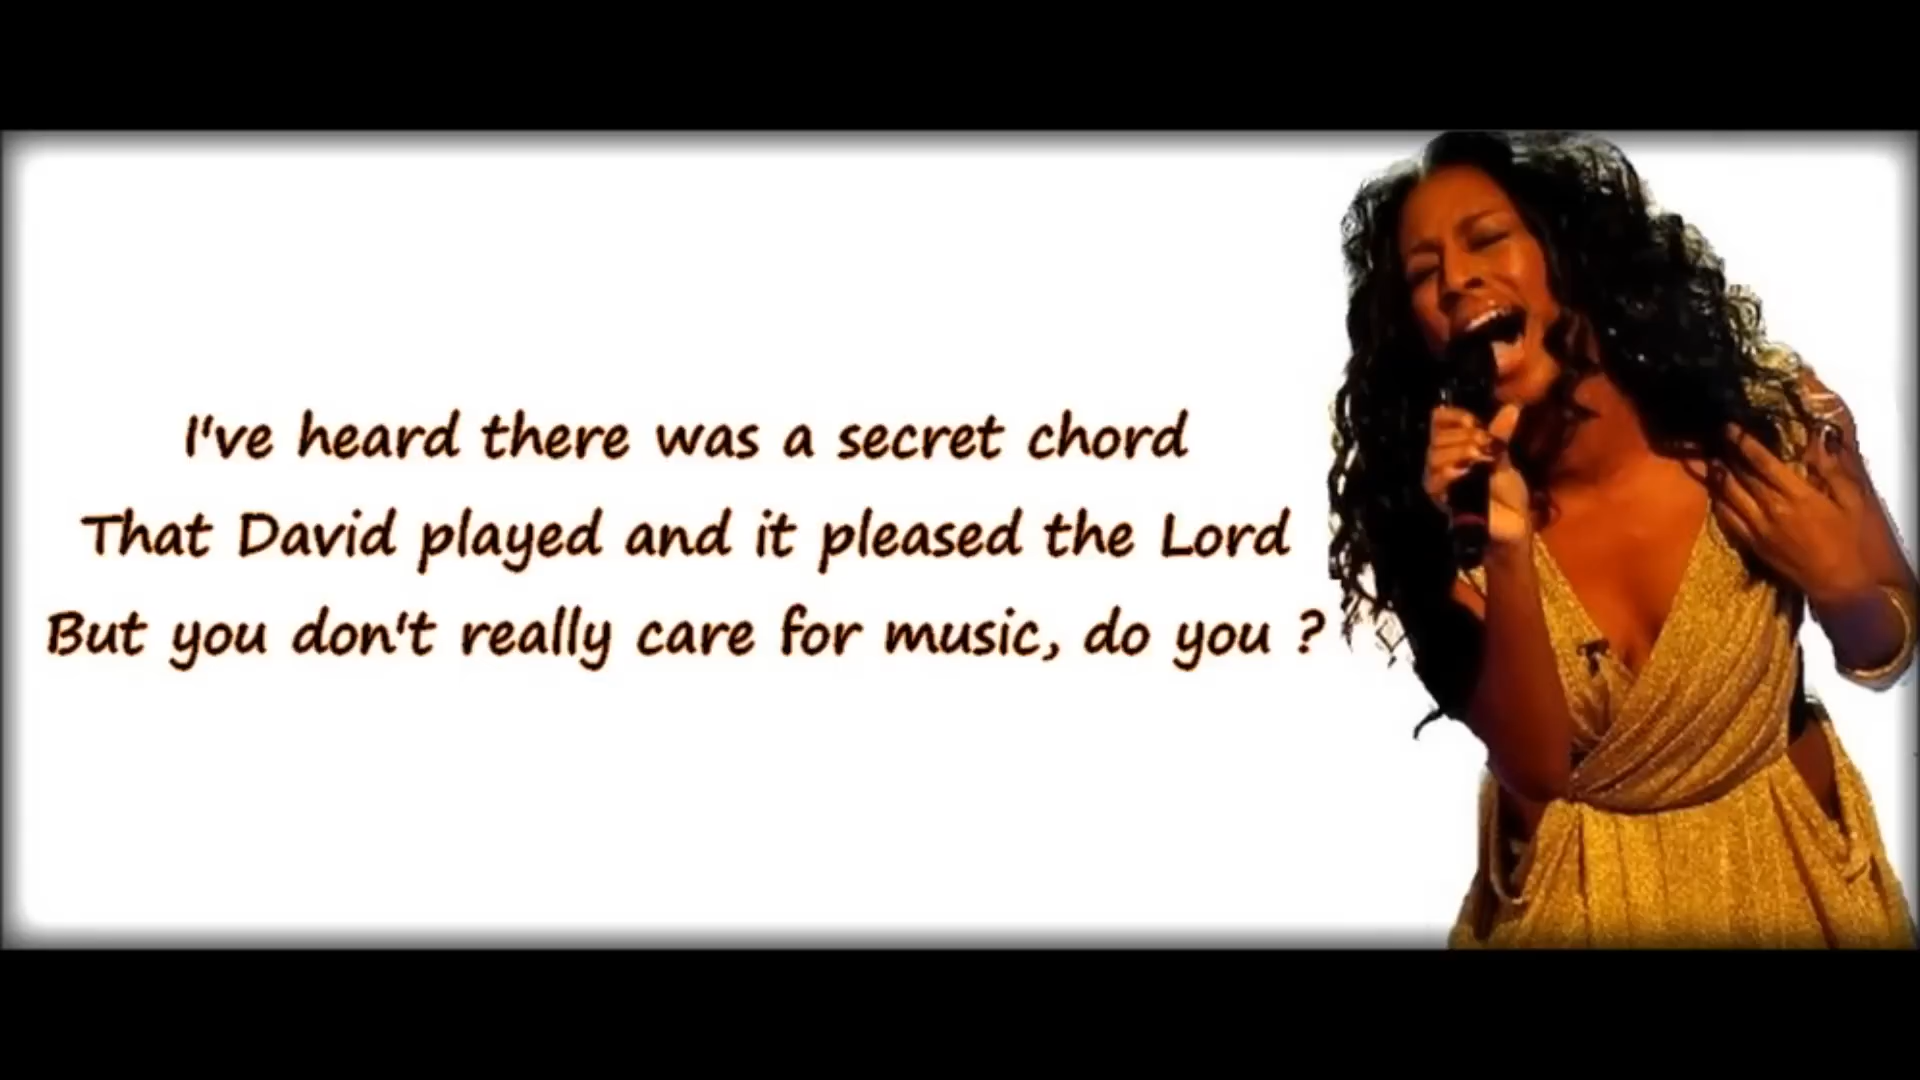 I've heard there was a secret chord
That David played and it pleased the Lord
But you don't really care for music, do you ?